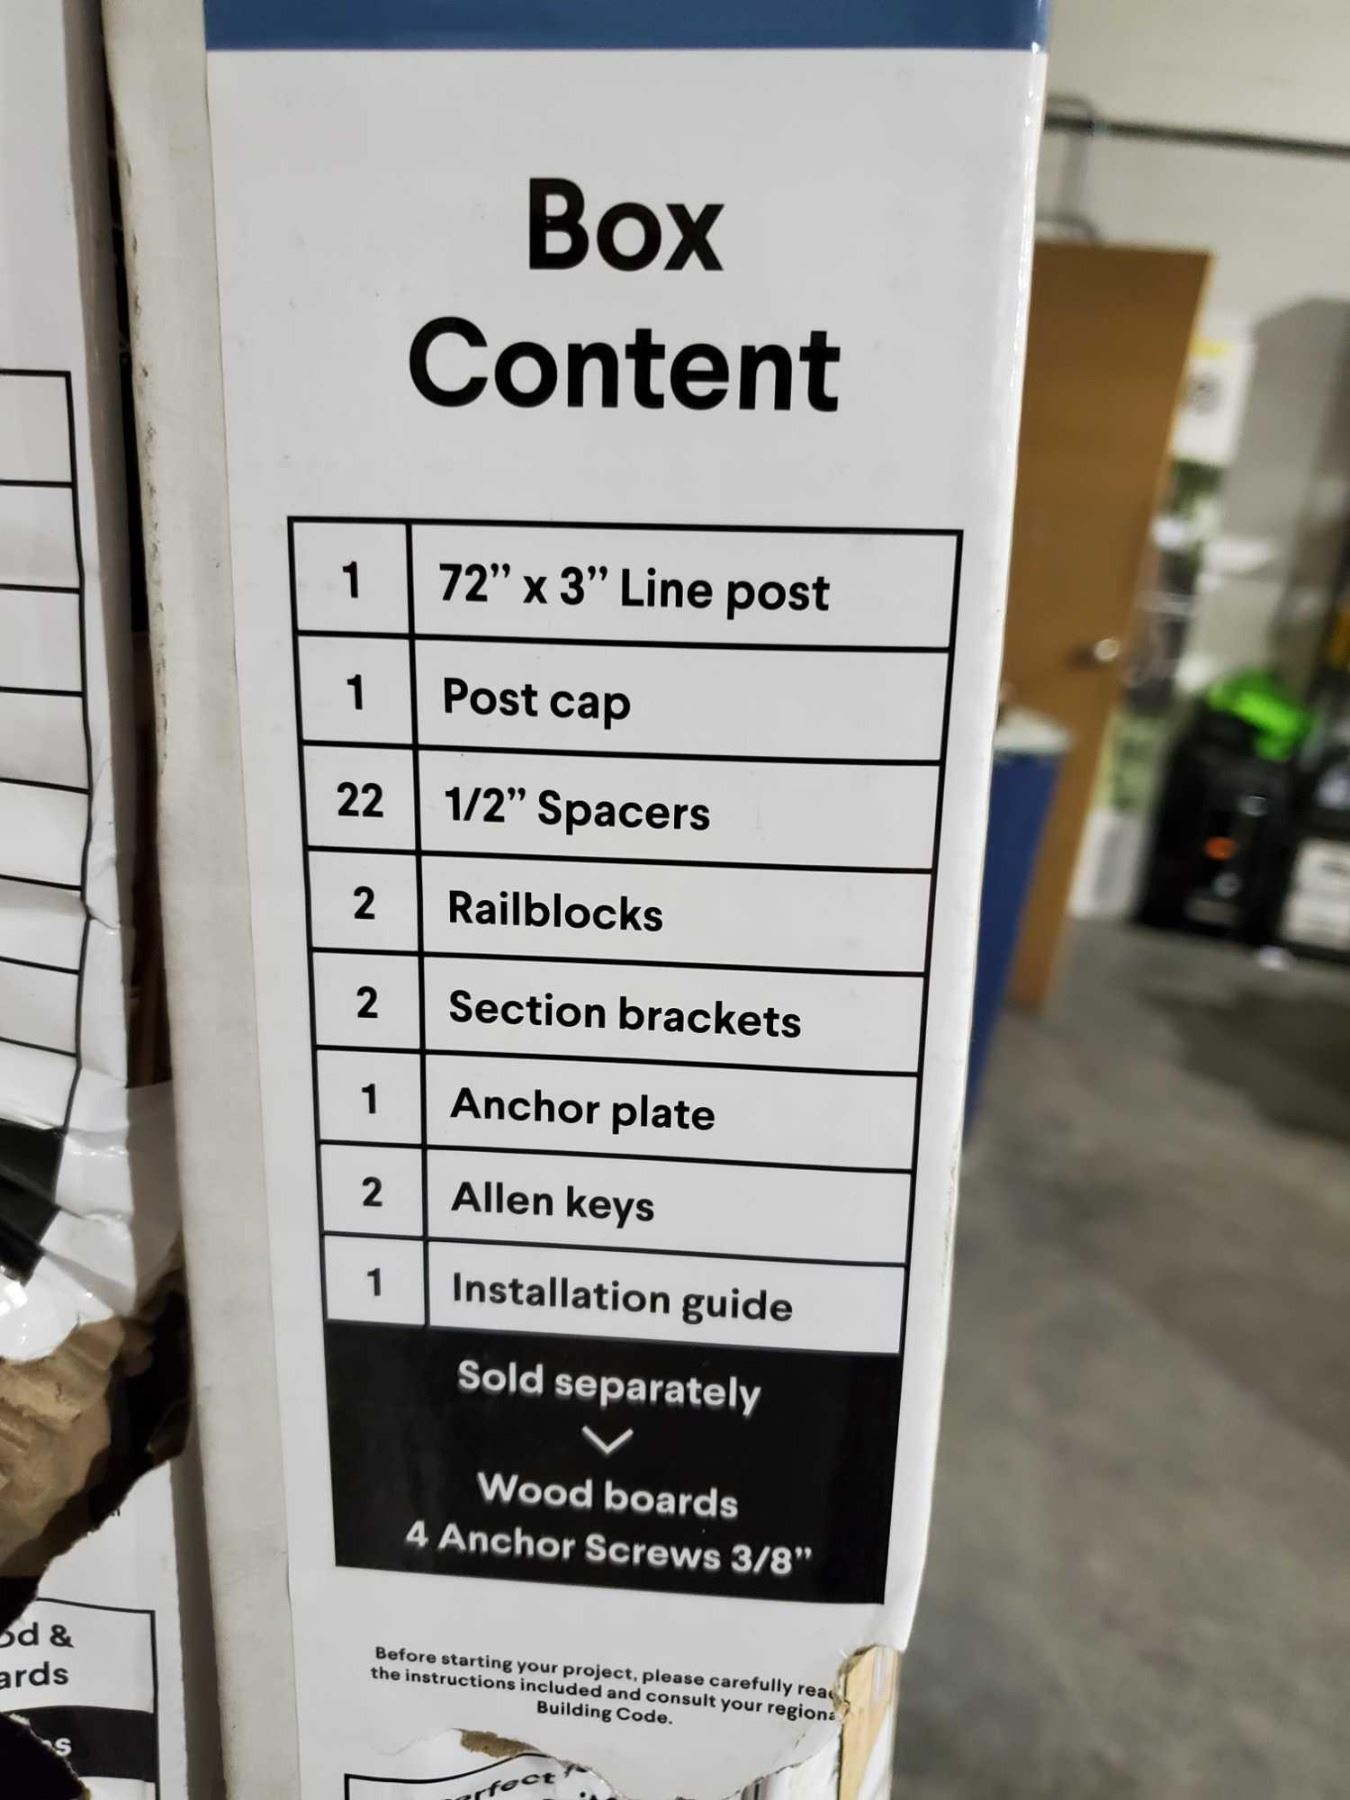 Box
Content
1 72” x 3” Line post
1 Post cap
22 1/2” Spacers
2 Railblocks
2 Section brackets
1 Anchor plate
2 Allen keys
1 Installation guide
Sold separately
Wood boards
4 Anchor Screws 3/8”
Before starting your project, please carefully
the instructions included and consult your
Building Code.
&